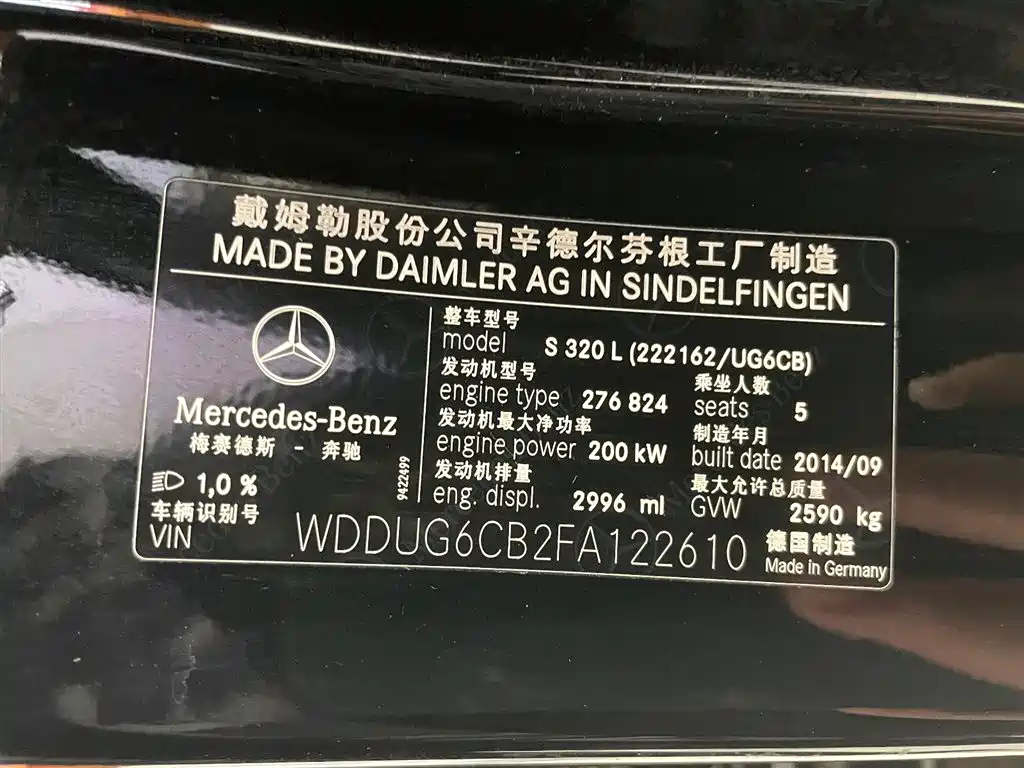 戴姆勒股份公司辛德尔芬根工厂制造
MADE BY DAIMLER AG IN SINDELFINGEN
Mercedes-Benz
梅赛德斯 - 奔驰
1,0 %
9422499
整车型号
model S 320 L (222162/UG6CB)
发动机型号
engine type 276 824
乘坐人数
seats 5
发动机最大净功率
engine power 200 kW
制造年月
built date 2014/09
发动机排量
eng. displ. 2996 ml
最大允许总质量
GVW 2590 kg
车辆识别号
VIN WDDUG6CB2FA122610
德国制造
Made in Germany